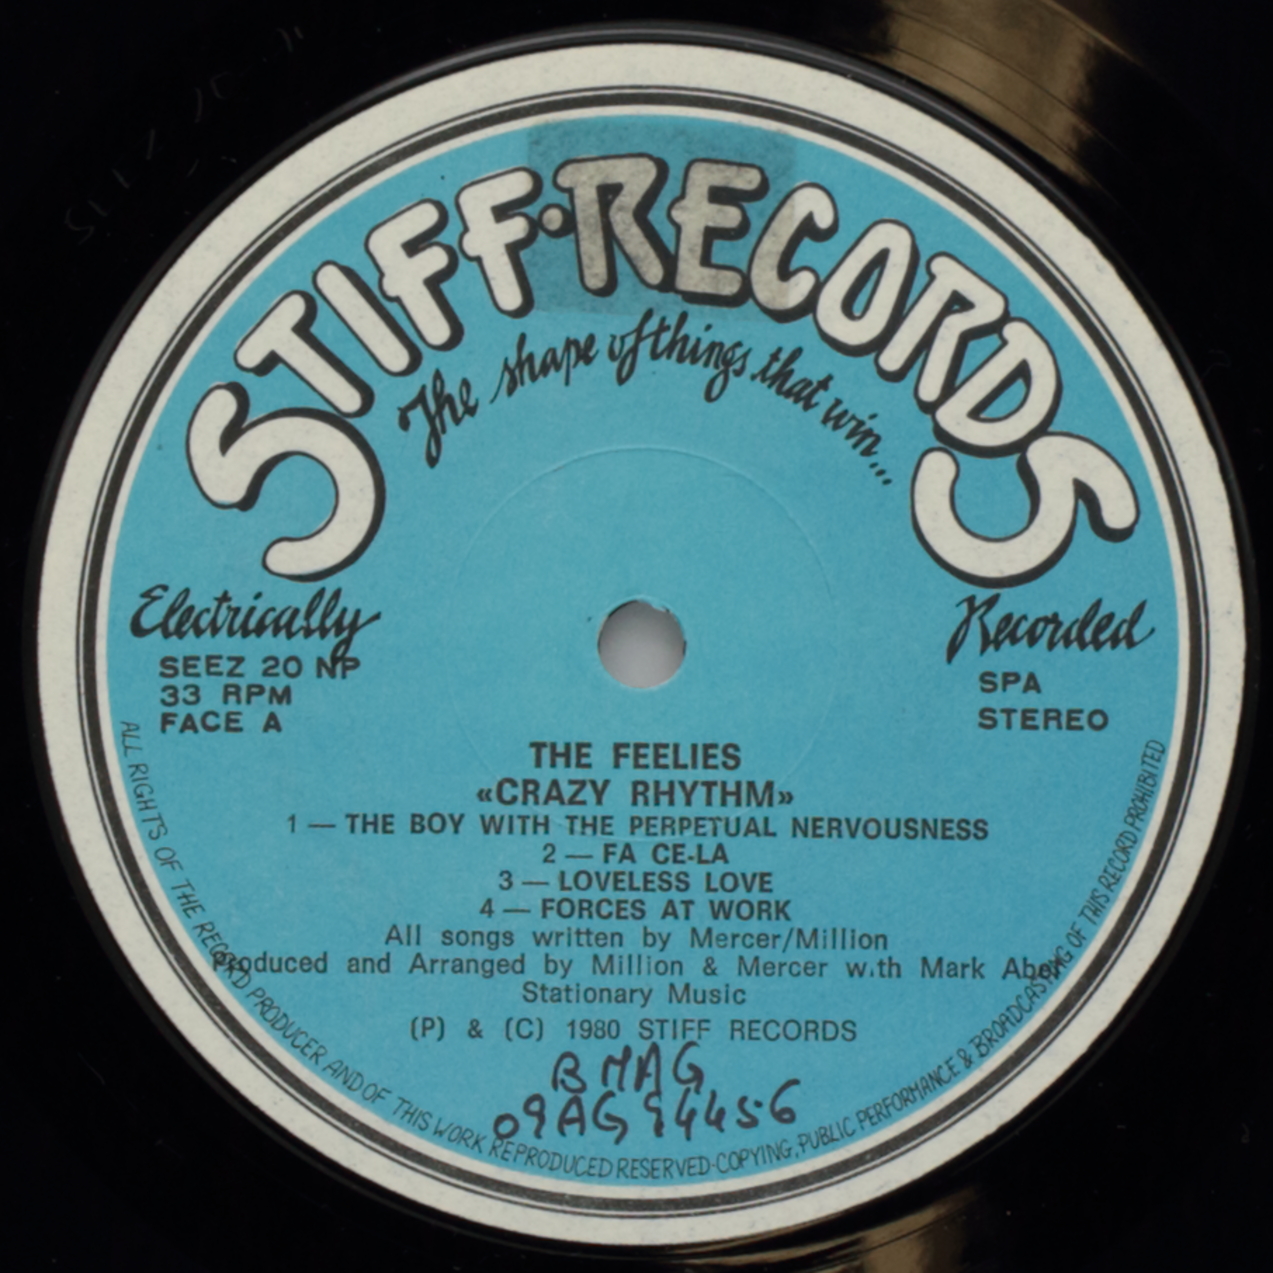 STIFF·RECORDS
The shape of things that win...
Electrically
Recorded
SEEZ 20 NP
33 RPM
FACE A
SPA
STEREO
THE FEELIES
«CRAZY RHYTHM»
1 — THE BOY WITH THE PERPETUAL NERVOUSNESS
2 — FA CE-LA
3 — LOVELESS LOVE
4 — FORCES AT WORK
All songs written by Mercer/Million
Produced and Arranged by Million & Mercer with Mark Abel
Stationary Music
(P) & (C) 1980 STIFF RECORDS
BMAG
09AG94456
ALL RIGHTS OF THE RECORD PRODUCER AND OF THIS WORK REPRODUCED RESERVED-COPYING, PUBLIC PERFORMANCE & BROADCASTING OF THIS RECORD PROHIBITED